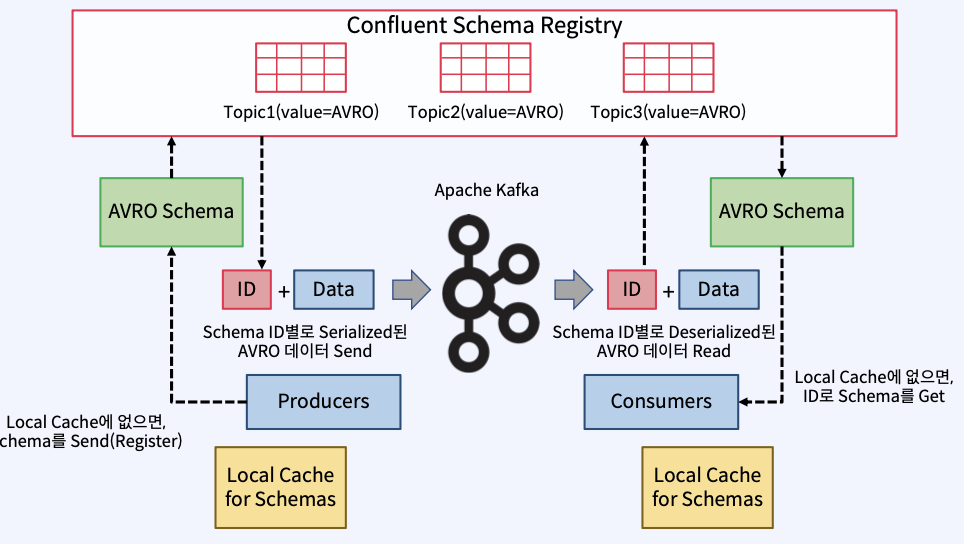 Confluent Schema Registry
Topic1(value=AVRO)
Topic2(value=AVRO)
Topic3(value=AVRO)
AVRO Schema
Apache Kafka
AVRO Schema
ID
+
Data
ID
+
Data
Schema ID별로 Serialized된
AVRO 데이터 Send
Schema ID별로 Deserialized된
AVRO 데이터 Read
Producers
Consumers
Local Cache에 없으면,
chema를 Send(Register)
Local Cache에 없으면,
ID로 Schema를 Get
Local Cache
for Schemas
Local Cache
for Schemas